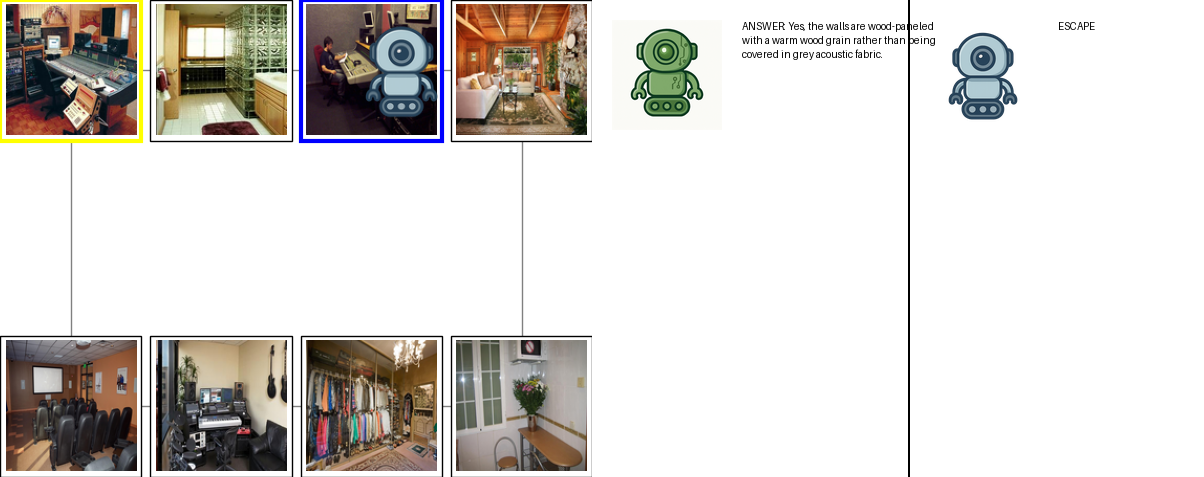 ANSWER: Yes, the walls are wood-paneled
with a warm wood grain rather than being
covered in grey acoustic fabric.
ESCAPE